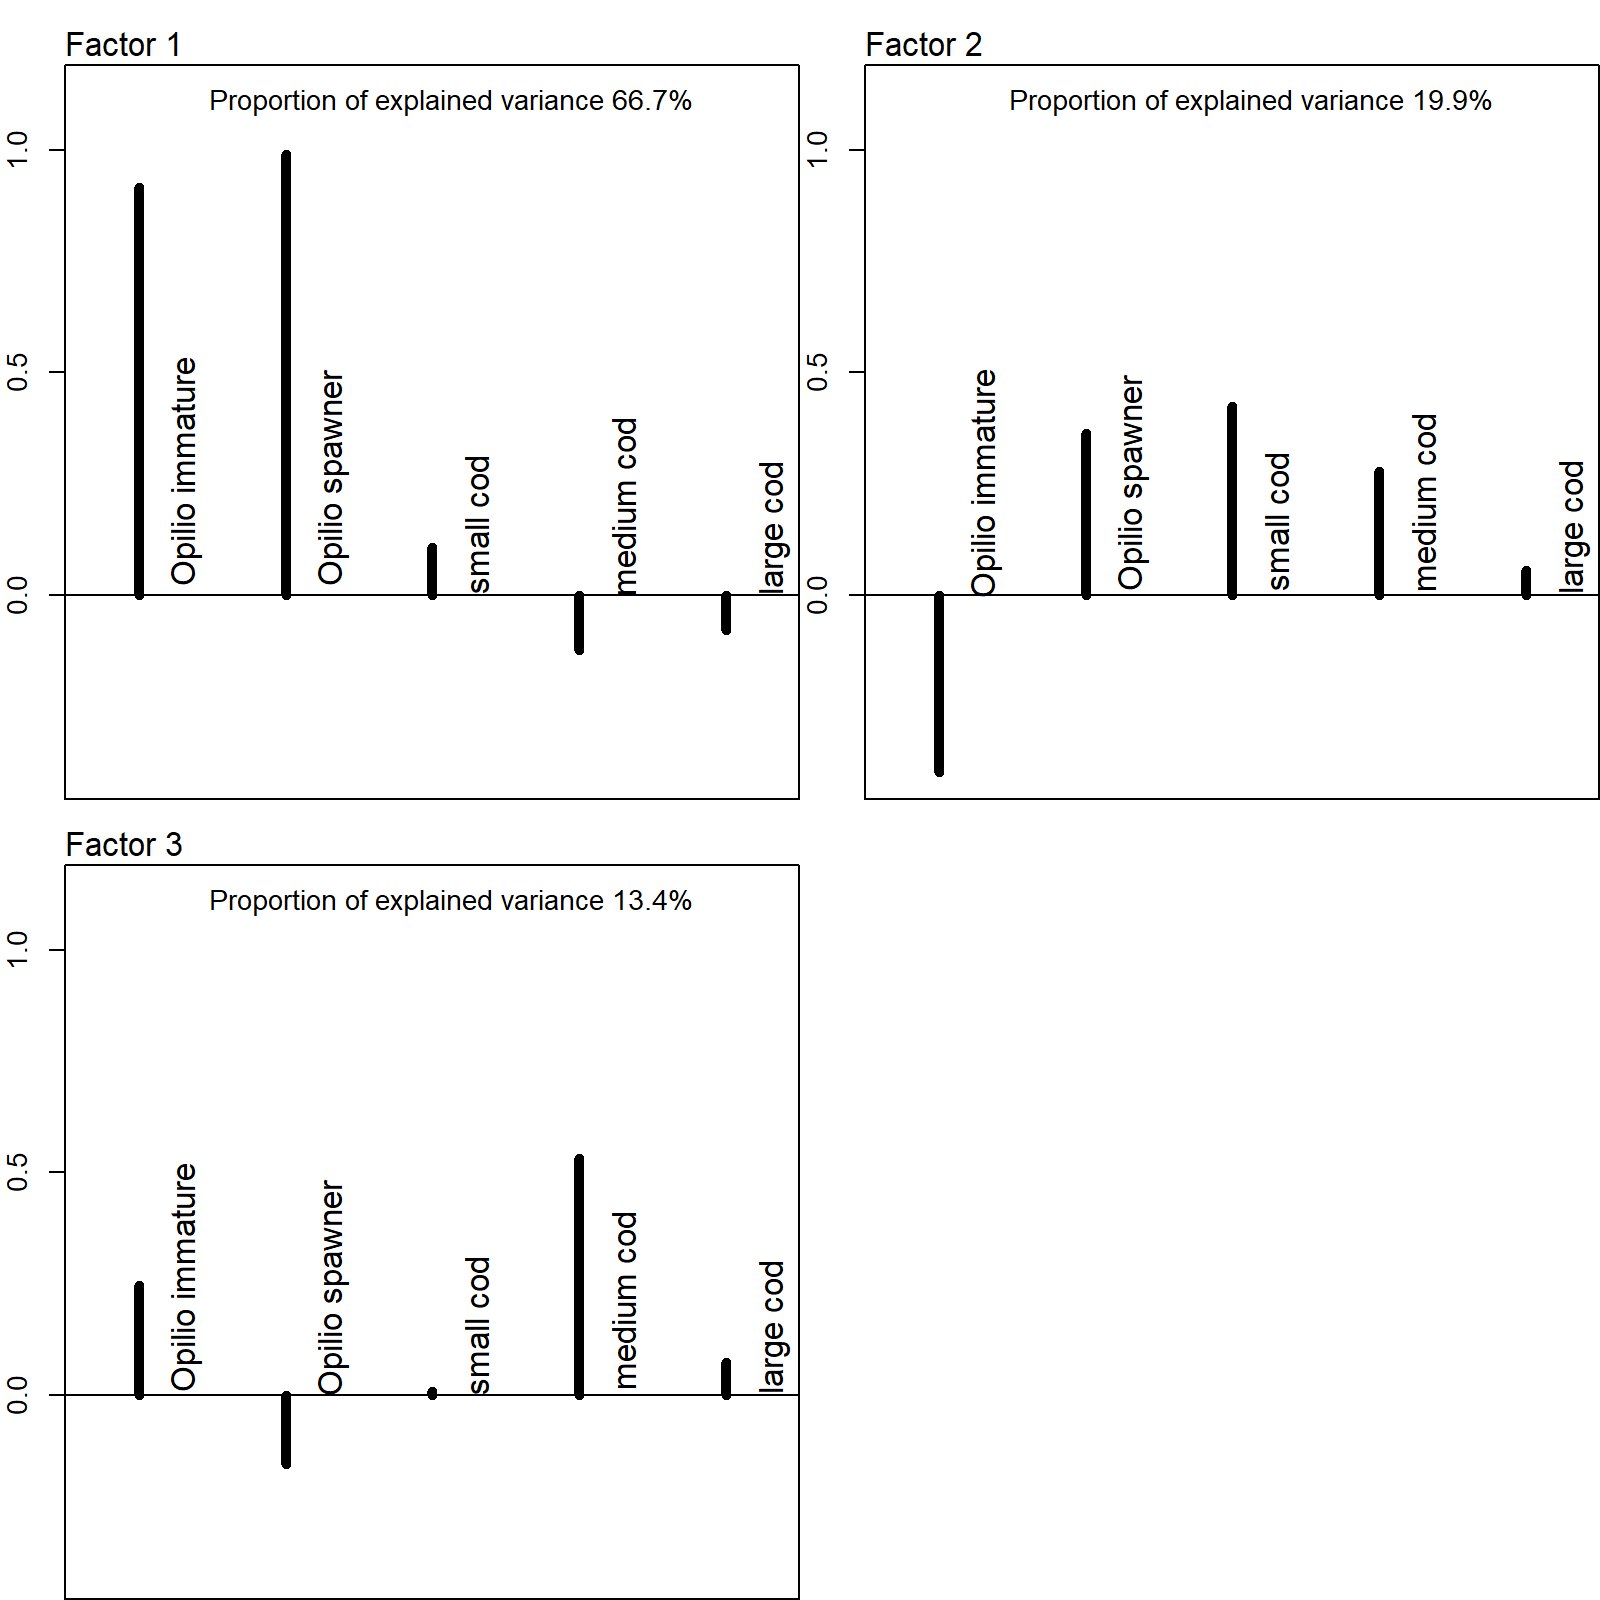 Factor 1
Proportion of explained variance 66.7%
1.0
0.5
0.0
Opilio immature
Opilio spawner
small cod
medium cod
large cod
Factor 2
Proportion of explained variance 19.9%
1.0
0.5
0.0
Opilio immature
Opilio spawner
small cod
medium cod
large cod
Factor 3
Proportion of explained variance 13.4%
1.0
0.5
0.0
Opilio immature
Opilio spawner
small cod
medium cod
large cod